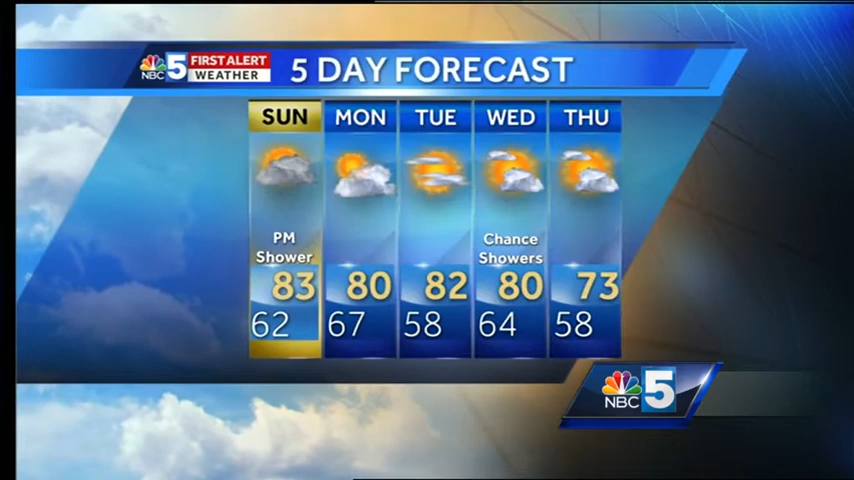 NBC 5 FIRST ALERT WEATHER 5 DAY FORECAST
SUN MON TUE WED THU
PM Shower Chance Showers
83 80 82 80 73
62 67 58 64 58
NBC 5